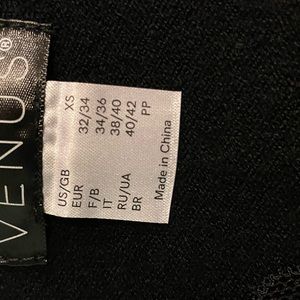 VENUS®
US/GB XS
EUR 32/34
F/B 34/36
IT 38/40
RU/UA 40/42
BR PP
Made in China